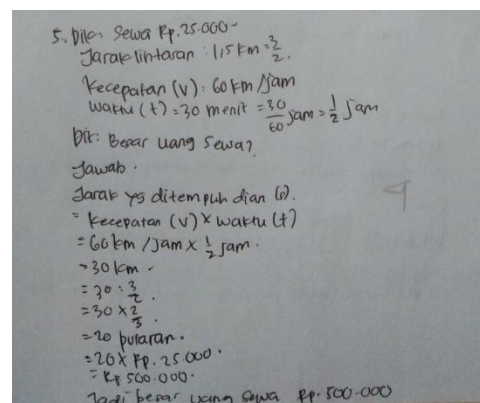 5. Dik: Sewa Rp. 25.000-
Jarak lintaran : 1,5 km = 3/2.
Kecepatan (v) : 60 km /jam
Waktu (t) = 30 menit = 30/60 jam = 1/2 jam
Dit: Besar uang sewa?
Jawab.
Jarak yg ditempuh dian (s).
= Kecepatan (v) x waktu (t)
= 60 km /jam x 1/2 jam.
= 30 km.
= 30 : 3/2.
= 30 x 2/3.
= 20 putaran.
= 20 x Rp. 25.000.
= Rp 500.000.
Jadi besar uang sewa Rp. 500.000